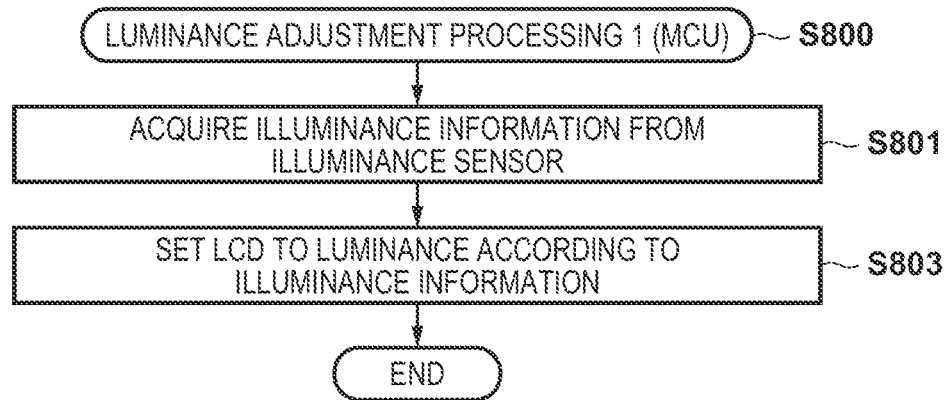 LUMINANCE ADJUSTMENT PROCESSING 1 (MCU) S800
ACQUIRE ILLUMINANCE INFORMATION FROM
ILLUMINANCE SENSOR
S801
SET LCD TO LUMINANCE ACCORDING TO
ILLUMINANCE INFORMATION
S803
END